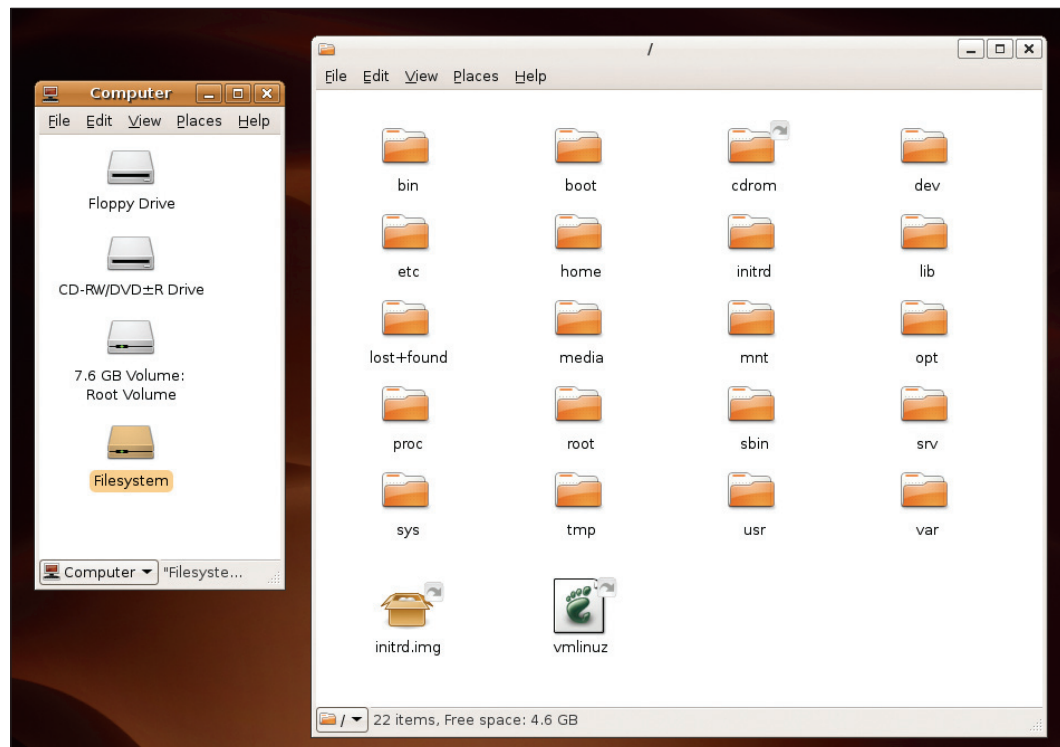 Computer
File Edit View Places Help
Floppy Drive
CD-RW/DVD±R Drive
7.6 GB Volume:
Root Volume
Filesystem
Computer "Filesyste...
/
File Edit View Places Help
bin boot cdrom dev
etc home initrd lib
lost+found media mnt opt
proc root sbin srv
sys tmp usr var
initrd.img vmlinuz
/ 22 items, Free space: 4.6 GB